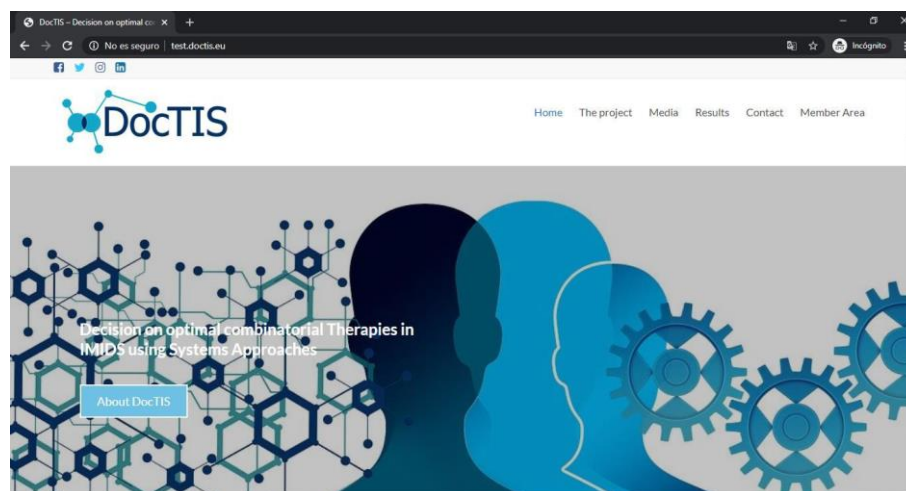 DocTIS – Decision on optimal co
No es seguro | test.doctis.eu
Incógnito
DOCTIS
Home The project Media Results Contact Member Area
Decision on optimal combinatorial Therapies in
IMIDS using Systems Approaches
About DocTIS